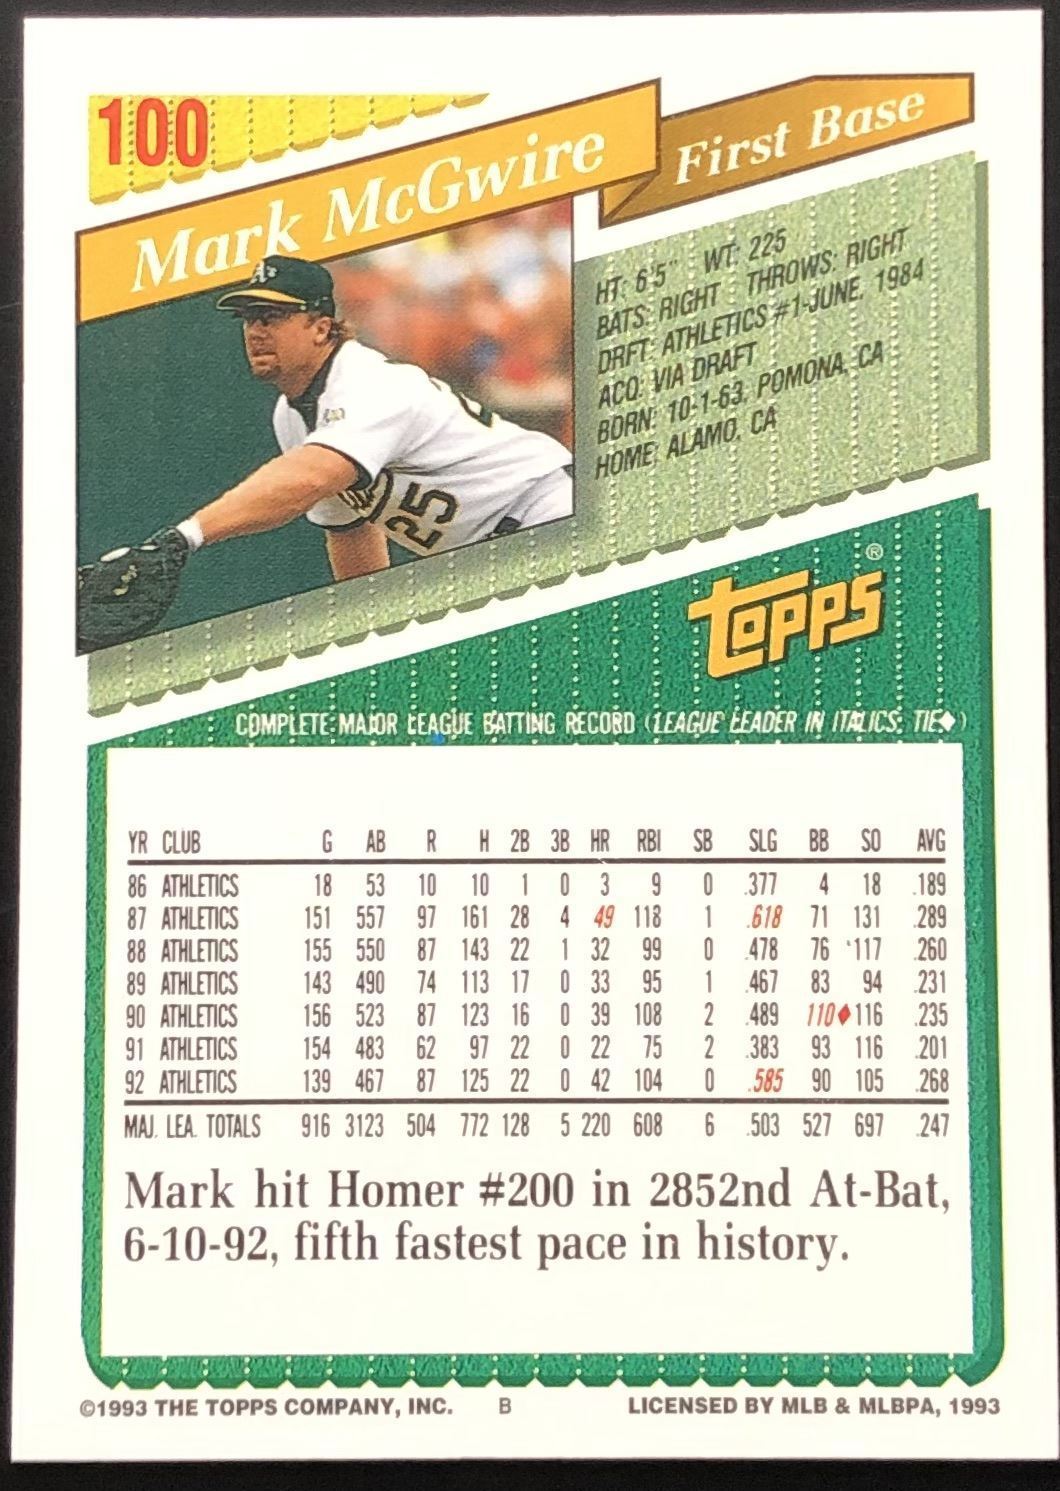 100
Mark McGwire
First Base
HT: 6'5" WT: 225
BATS: RIGHT THROWS: RIGHT
DRFT: ATHLETICS #1-JUNE, 1984
ACQ: VIA DRAFT
BORN: 10-1-63, POMONA, CA
HOME: ALAMO, CA
A's
25
TOPPS®
COMPLETE MAJOR LEAGUE BATTING RECORD (LEAGUE LEADER IN ITALICS; TIE♦)
YR CLUB G AB R H 2B 3B HR RBI SB SLG BB SO AVG
86 ATHLETICS 18 53 10 10 1 0 3 9 0 .377 4 18 .189
87 ATHLETICS 151 557 97 161 28 4 49 118 1 .618 71 131 .289
88 ATHLETICS 155 550 87 143 22 1 32 99 0 .478 76 117 .260
89 ATHLETICS 143 490 74 113 17 0 33 95 1 .467 83 94 .231
90 ATHLETICS 156 523 87 123 16 0 39 108 2 .489 110♦ 116 .235
91 ATHLETICS 154 483 62 97 22 0 22 75 2 .383 93 116 .201
92 ATHLETICS 139 467 87 125 22 0 42 104 0 .585 90 105 .268
MAJ. LEA. TOTALS 916 3123 504 772 128 5 220 608 6 .503 527 697 .247
Mark hit Homer #200 in 2852nd At-Bat,
6-10-92, fifth fastest pace in history.
©1993 THE TOPPS COMPANY, INC. B LICENSED BY MLB & MLBPA, 1993